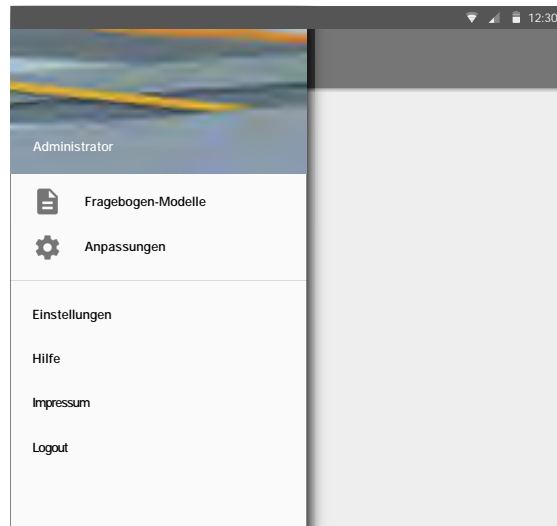 12:30
Administrator
Fragebogen-Modelle
Anpassungen
Einstellungen
Hilfe
Impressum
Logout